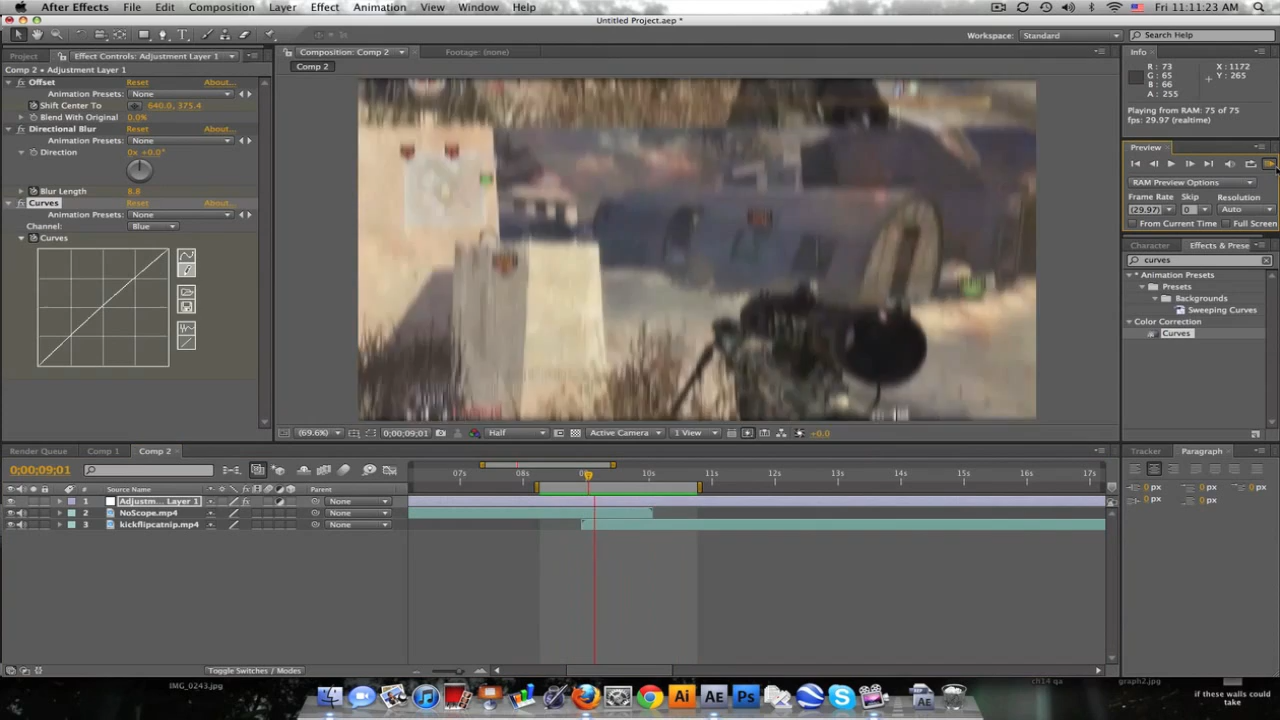 After Effects File Edit Composition Layer Effect Animation View Window Help
Fri 11:11:23 AM
Untitled Project.aep *
Workspace: Standard
Search Help
Project Effect Controls: Adjustment Layer 1
Comp 2 • Adjustment Layer 1
Offset Reset About...
Animation Presets: None
Shift Center To 640.0, 375.4
Blend With Original 0.0%
Directional Blur Reset About...
Animation Presets: None
Direction
0x +0.0°
Blur Length 8.8
Curves Reset About...
Animation Presets: None
Channel: Blue
Curves
Composition: Comp 2 Footage: (none)
Comp 2
(69.6%) 0;00;09;01 Half Active Camera 1 View +0.0
Info
R : 73
G : 65
B : 66
A : 255
X : 1172
Y : 265
Playing from RAM: 75 of 75
fps: 29.97 (realtime)
Preview
RAM Preview Options
Frame Rate Skip Resolution
(29.97) 0 Auto
From Current Time Full Screen
Character Effects & Prese
curves
* Animation Presets
Presets
Backgrounds
Sweeping Curves
Color Correction
Curves
Render Queue Comp 1 Comp 2
0;00;09;01
07s 08s 10s 11s 12s 13s 14s 15s 16s 17s
# Source Name Parent
1 Adjustm... Layer 1 None
2 NoScope.mp4 None
3 kickflipcatnip.mp4 None
Toggle Switches / Modes
Tracker Paragraph
0 px 0 px 0 px
0 px 0 px
IMG_0243.jpg
ch14 qa
graph2.jpg
Ai AE Ps
AE
if these walls could
take